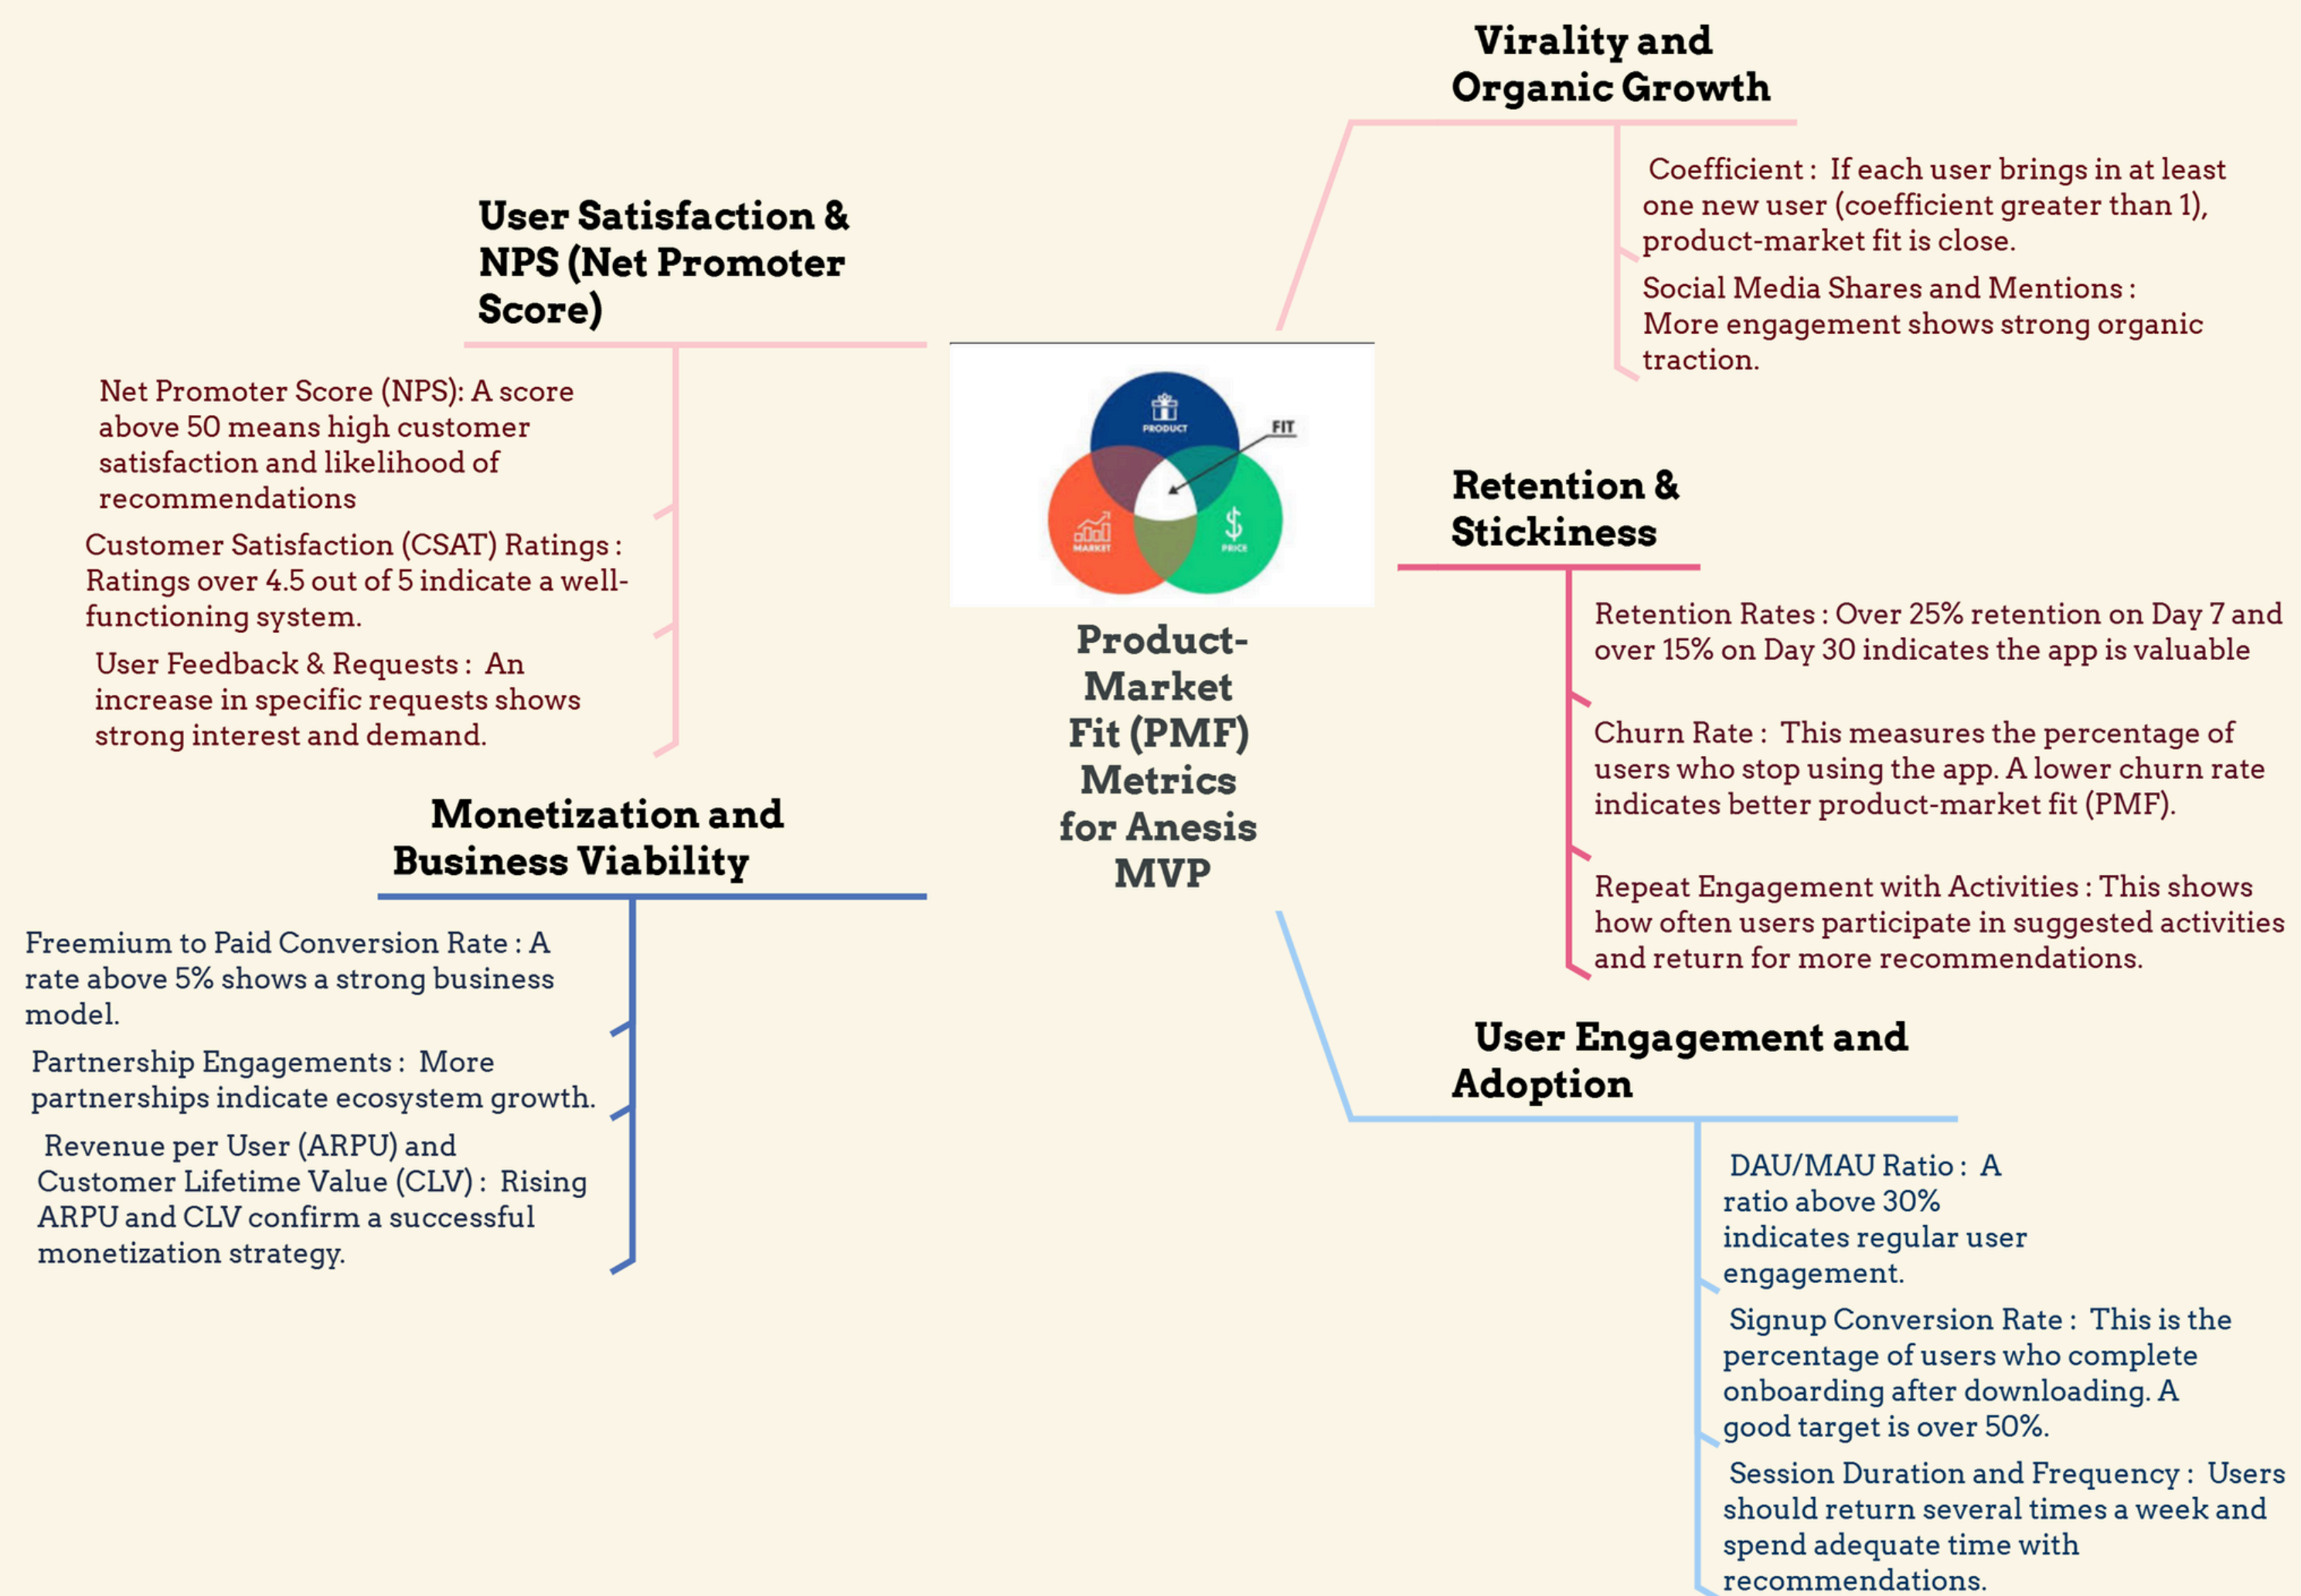 Virality and
Organic Growth
Coefficient : If each user brings in at least
one new user (coefficient greater than 1),
product-market fit is close.
Social Media Shares and Mentions :
More engagement shows strong organic
traction.
User Satisfaction &
NPS (Net Promoter
Score)
Net Promoter Score (NPS): A score
above 50 means high customer
satisfaction and likelihood of
recommendations
Customer Satisfaction (CSAT) Ratings :
Ratings over 4.5 out of 5 indicate a well-
functioning system.
User Feedback & Requests : An
increase in specific requests shows
strong interest and demand.
PRODUCT
FIT
MARKET
PRICE
Product-
Market
Fit (PMF)
Metrics
for Anesis
MVP
Retention &
Stickiness
Retention Rates : Over 25% retention on Day 7 and
over 15% on Day 30 indicates the app is valuable
Churn Rate : This measures the percentage of
users who stop using the app. A lower churn rate
indicates better product-market fit (PMF).
Repeat Engagement with Activities : This shows
how often users participate in suggested activities
and return for more recommendations.
Monetization and
Business Viability
Freemium to Paid Conversion Rate : A
rate above 5% shows a strong business
model.
Partnership Engagements : More
partnerships indicate ecosystem growth.
Revenue per User (ARPU) and
Customer Lifetime Value (CLV) : Rising
ARPU and CLV confirm a successful
monetization strategy.
User Engagement and
Adoption
DAU/MAU Ratio : A
ratio above 30%
indicates regular user
engagement.
Signup Conversion Rate : This is the
percentage of users who complete
onboarding after downloading. A
good target is over 50%.
Session Duration and Frequency : Users
should return several times a week and
spend adequate time with
recommendations.